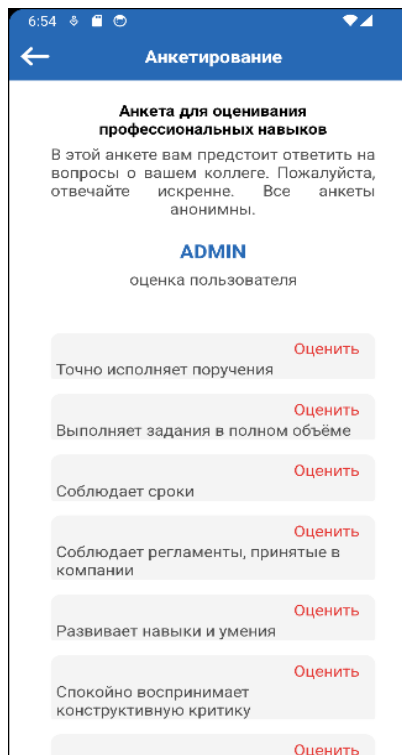 6:54
Анкетирование
Анкета для оценивания
профессиональных навыков
В этой анкете вам предстоит ответить на
вопросы о вашем коллеге. Пожалуйста,
отвечайте искренне. Все анкеты
анонимны.
ADMIN
оценка пользователя
Оценить
Точно исполняет поручения
Оценить
Выполняет задания в полном объёме
Оценить
Соблюдает сроки
Оценить
Соблюдает регламенты, принятые в
компании
Оценить
Развивает навыки и умения
Оценить
Спокойно воспринимает
конструктивную критику
Оценить